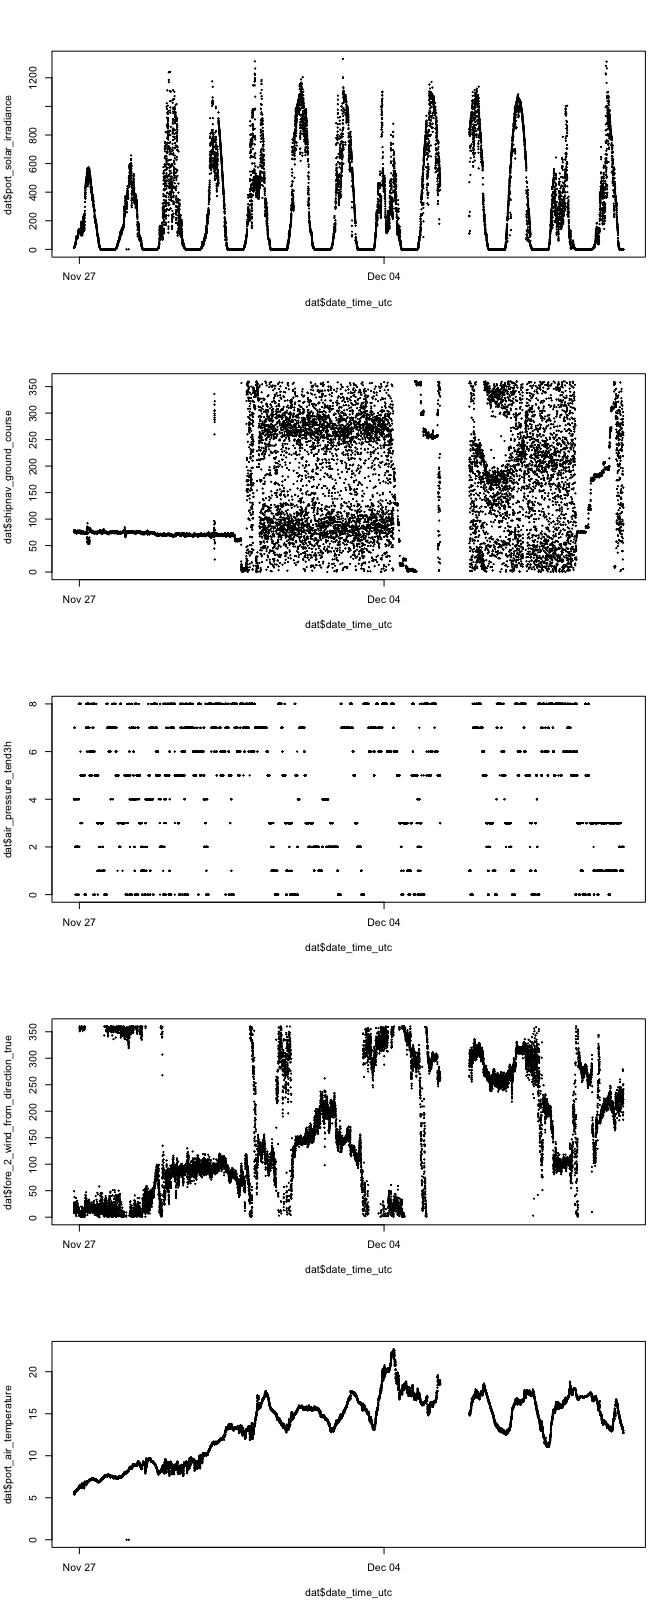 dat$port_solar_irradiance
1200
800
600
400
200
0
Nov 27 Dec 04
dat$date_time_utc
dat$shipnav_ground_course
350
300
250
200
150
100
50
0
Nov 27 Dec 04
dat$date_time_utc
dat$air_pressure_tend3h
8
6
4
2
0
Nov 27 Dec 04
dat$date_time_utc
dat$fore_2_wind_from_direction_true
350
300
250
200
150
100
50
0
Nov 27 Dec 04
dat$date_time_utc
dat$port_air_temperature
20
15
10
5
0
Nov 27 Dec 04
dat$date_time_utc